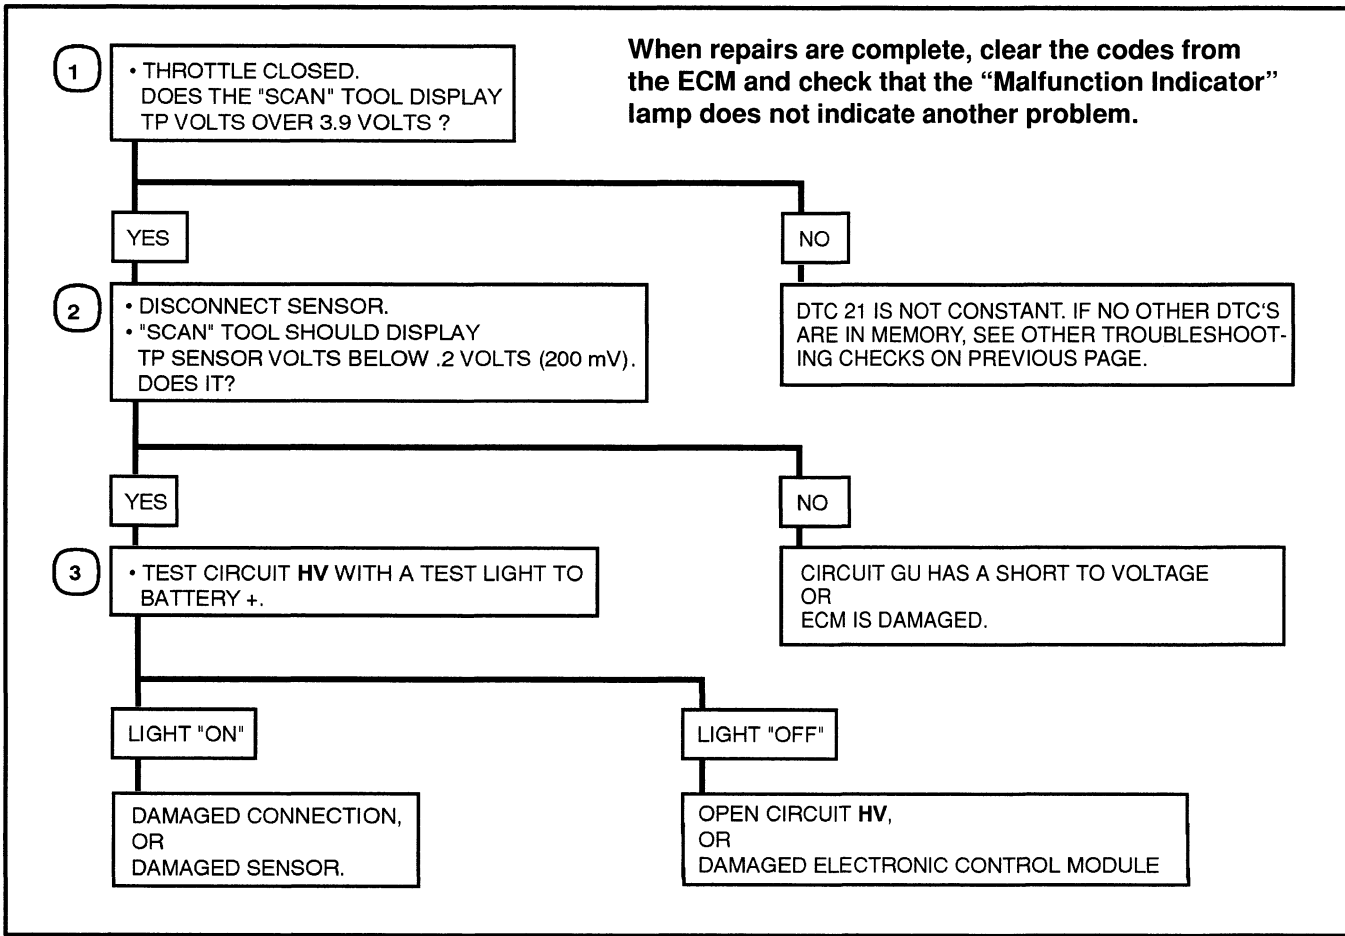 When repairs are complete, clear the codes from
the ECM and check that the “Malfunction Indicator”
lamp does not indicate another problem.
1
• THROTTLE CLOSED.
DOES THE "SCAN" TOOL DISPLAY
TP VOLTS OVER 3.9 VOLTS ?
YES
NO
2
• DISCONNECT SENSOR.
• "SCAN" TOOL SHOULD DISPLAY
TP SENSOR VOLTS BELOW .2 VOLTS (200 mV).
DOES IT?
DTC 21 IS NOT CONSTANT. IF NO OTHER DTC'S
ARE IN MEMORY, SEE OTHER TROUBLESHOOT-
ING CHECKS ON PREVIOUS PAGE.
YES
NO
3
• TEST CIRCUIT HV WITH A TEST LIGHT TO
BATTERY +.
CIRCUIT GU HAS A SHORT TO VOLTAGE
OR
ECM IS DAMAGED.
LIGHT "ON"
LIGHT "OFF"
DAMAGED CONNECTION,
OR
DAMAGED SENSOR.
OPEN CIRCUIT HV,
OR
DAMAGED ELECTRONIC CONTROL MODULE